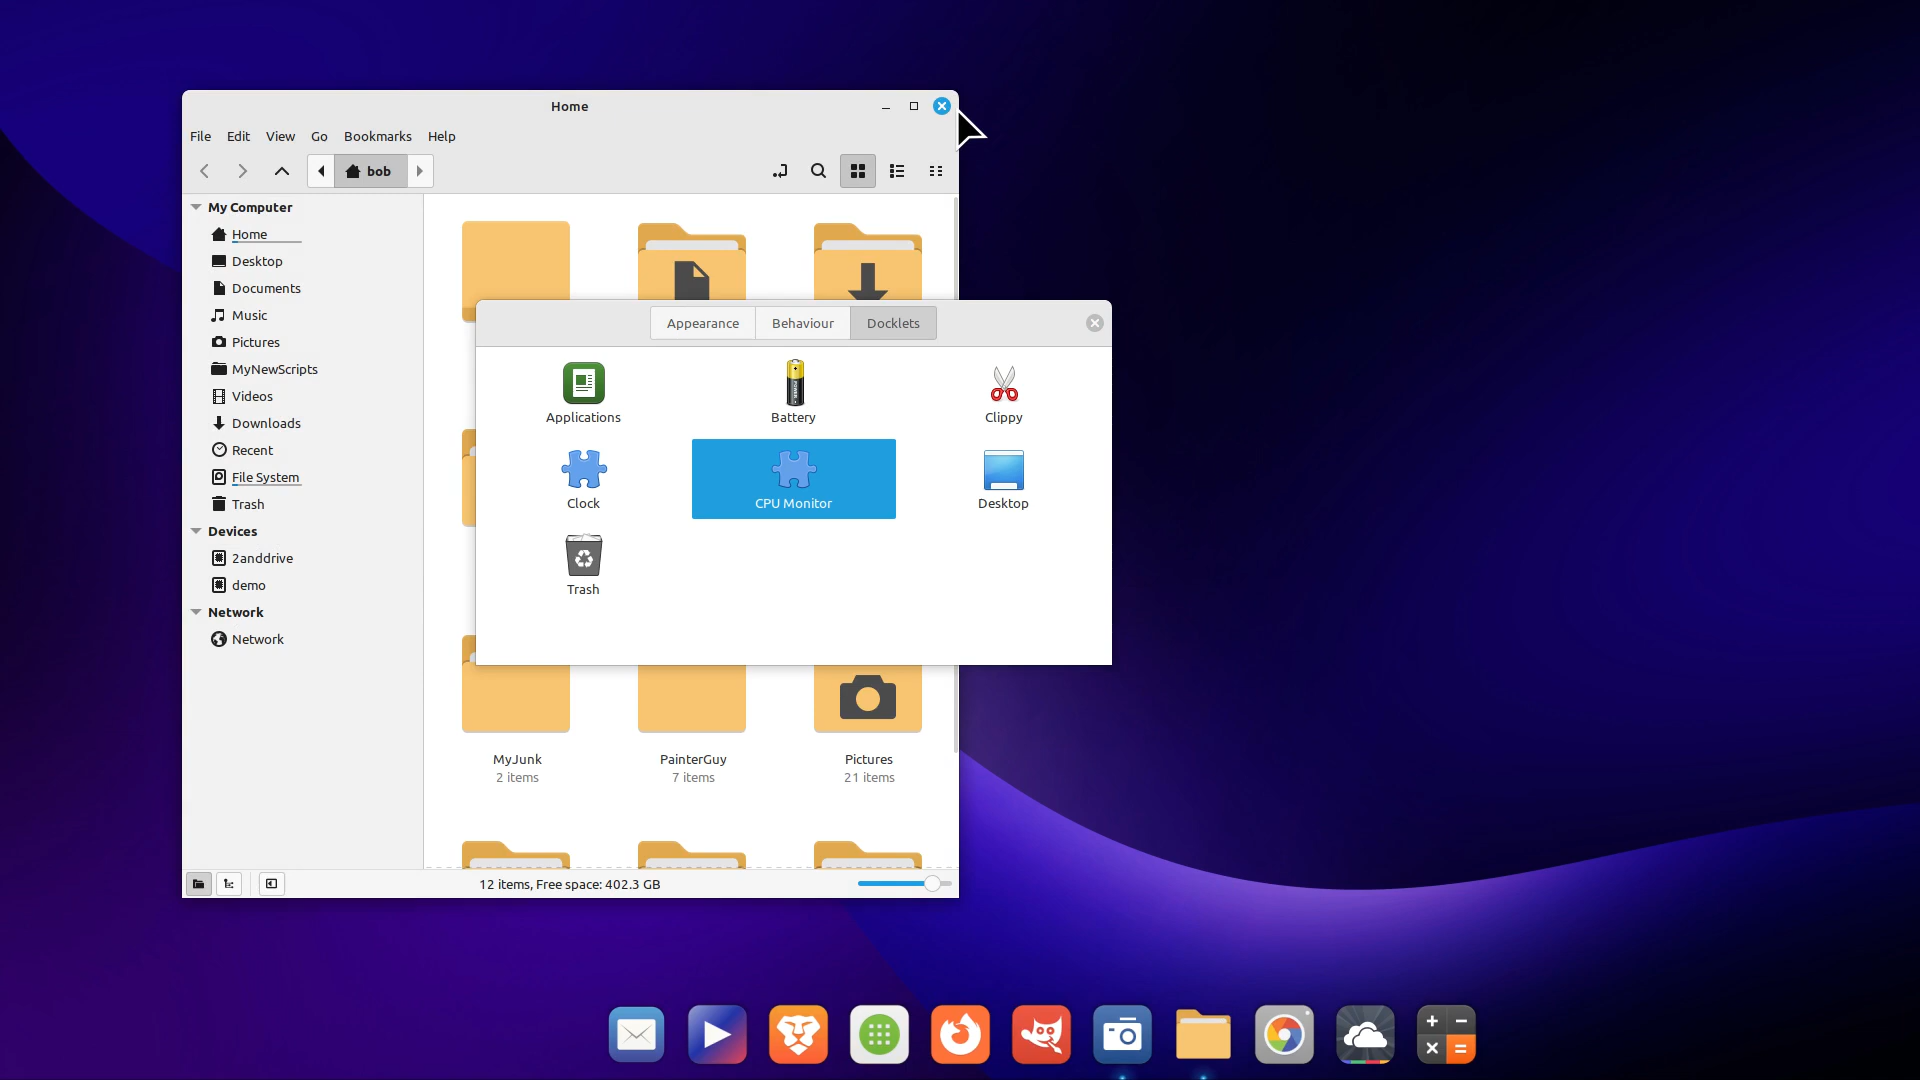 Home
File Edit View Go Bookmarks Help
bob
My Computer
Home
Desktop
Documents
Music
Pictures
MyNewScripts
Videos
Downloads
Recent
File System
Trash
Devices
2anddrive
demo
Network
Network
Appearance Behaviour Docklets
Applications Battery Clippy
Clock CPU Monitor Desktop
Trash
MyJunk PainterGuy Pictures
2 items 7 items 21 items
12 items, Free space: 402.3 GB